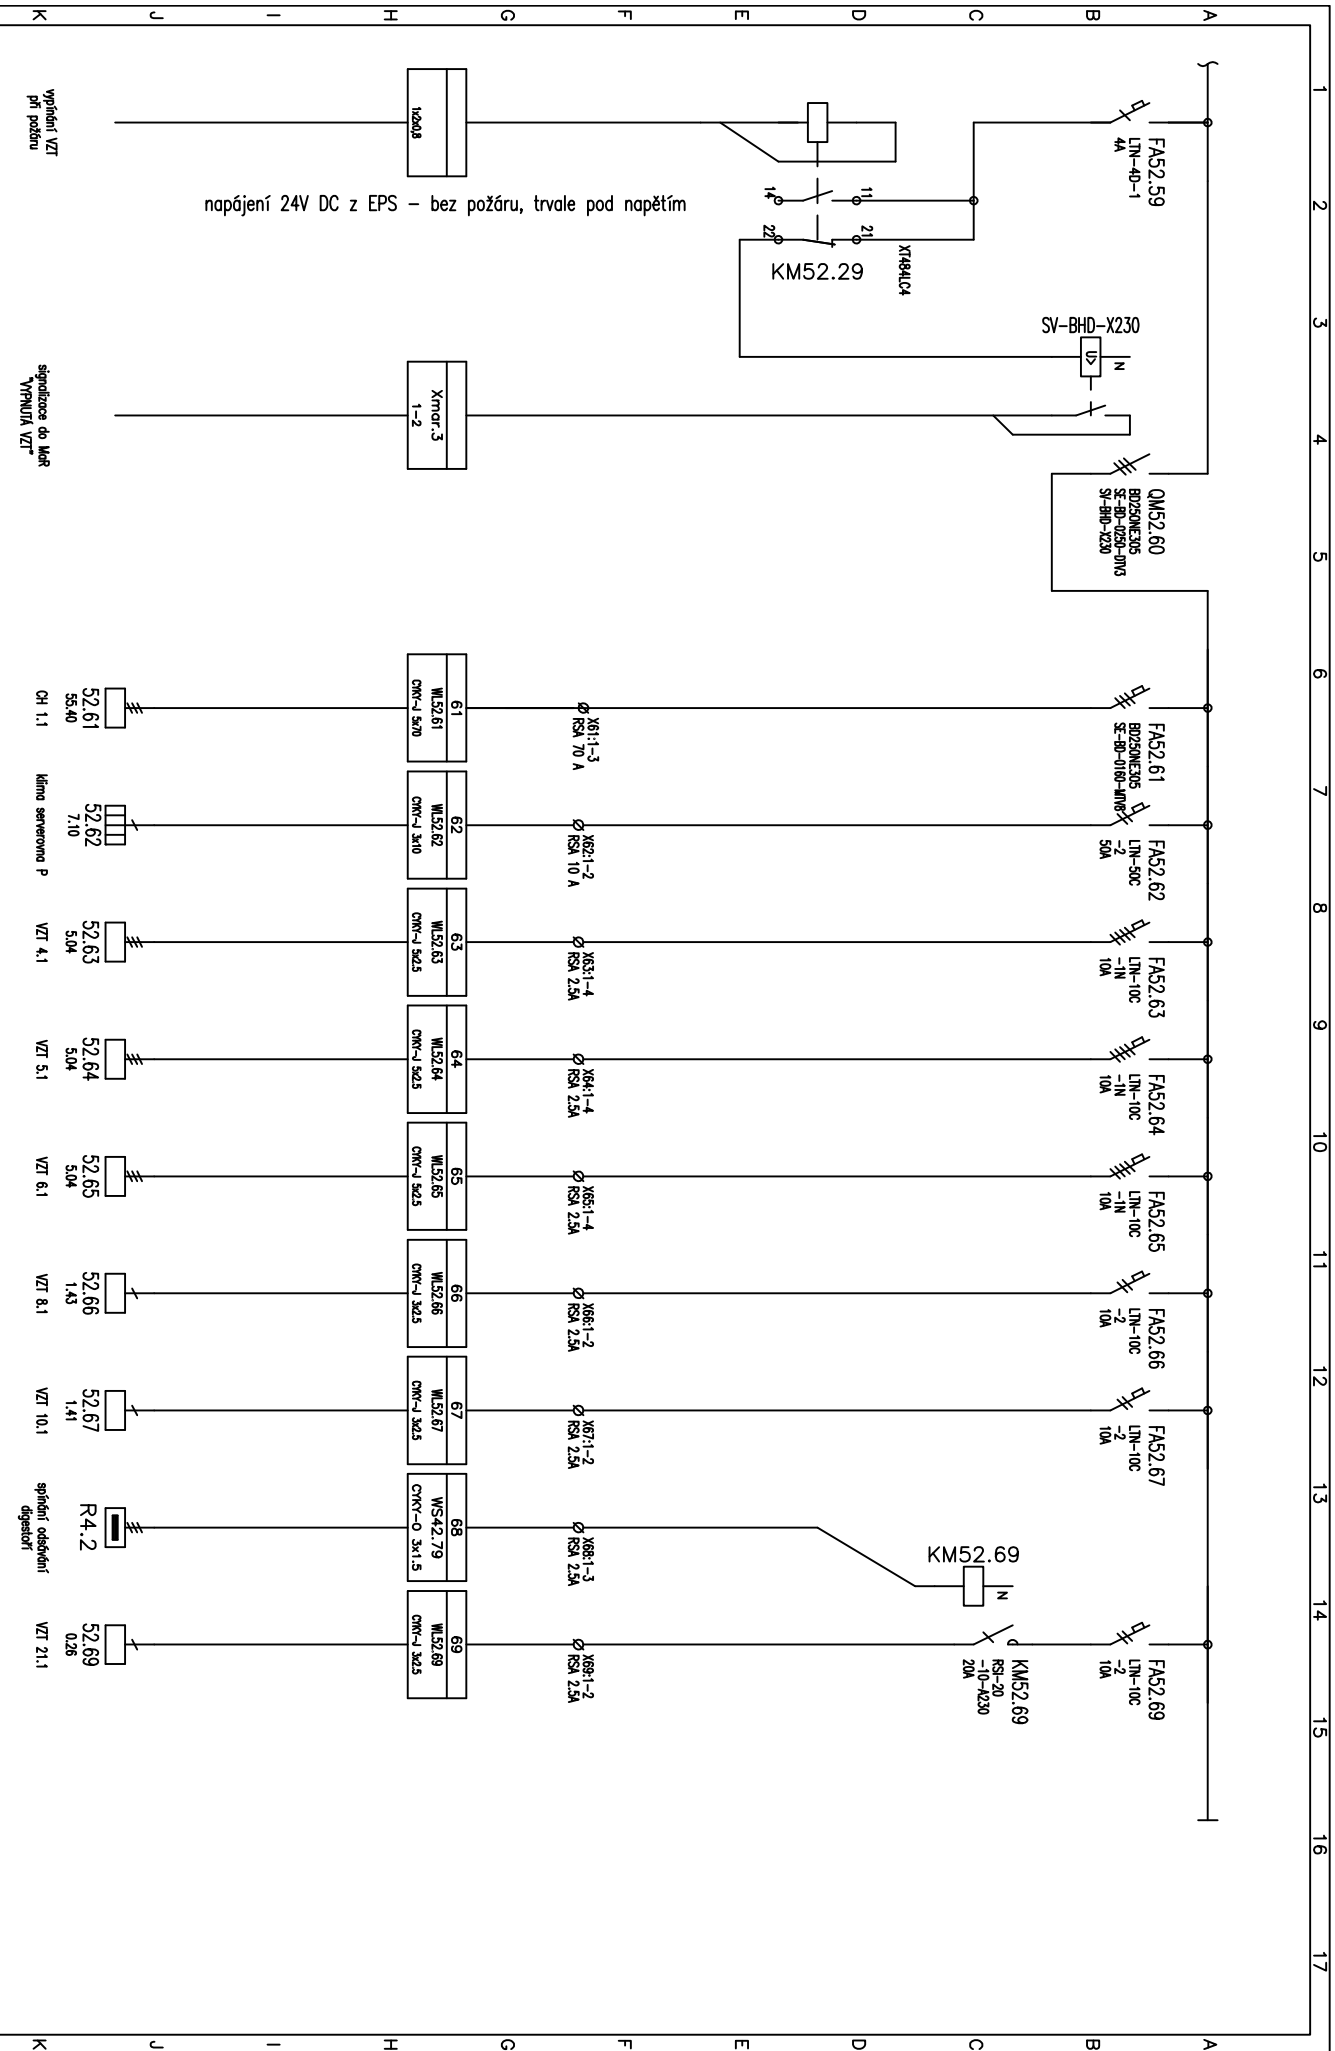 1
2
3
4
5
6
7
8
9
10
11
12
13
14
15
16
17
A
B
C
D
E
F
G
H
I
J
K
A
B
C
D
E
F
G
H
I
J
K
FA52.59
LTN-4D-1
4A
XT484LC4
11
14
21
22
KM52.29
1x2x0,8
napájení 24V DC z EPS – bez požáru, trvale pod napětím
vypínání VZT
při požáru
SV-BHD-X230
U>
N
Xmar.3
1-2
signalizace do MaR
"VYPNUTÁ VZT"
QM52.60
BD250NE305
SE-BD-0250-DTV3
SV-BHD-X230
FA52.61
BD250NE305
SE-BD-0160-MTV8
X61:1-3
RSA 70 A
61
WL52.61
CYKY-J 5x70
52.61
55.40
CH 1.1
FA52.62
LTN-50C
-2
50A
X62:1-2
RSA 10 A
62
WL52.62
CYKY-J 3x10
52.62
7.10
klima serverovna P
FA52.63
LTN-10C
-1N
10A
X63:1-4
RSA 2.5A
63
WL52.63
CYKY-J 5x2.5
52.63
5.04
VZT 4.1
FA52.64
LTN-10C
-1N
10A
X64:1-4
RSA 2.5A
64
WL52.64
CYKY-J 5x2.5
52.64
5.04
VZT 5.1
FA52.65
LTN-10C
-1N
10A
X65:1-4
RSA 2.5A
65
WL52.65
CYKY-J 5x2.5
52.65
5.04
VZT 6.1
FA52.66
LTN-10C
-2
10A
X66:1-2
RSA 2.5A
66
WL52.66
CYKY-J 3x2.5
52.66
1.43
VZT 8.1
FA52.67
LTN-10C
-2
10A
X67:1-2
RSA 2.5A
67
WL52.67
CYKY-J 3x2.5
52.67
1.41
VZT 10.1
KM52.69
N
X68:1-3
RSA 2.5A
68
WS42.79
CYKY-O 3x1.5
R4.2
spínání odsávání
digestoří
FA52.69
LTN-10C
-2
10A
KM52.69
RSI-20
-10-A230
20A
X69:1-2
RSA 2.5A
69
WL52.69
CYKY-J 3x2.5
52.69
0.26
VZT 21.1